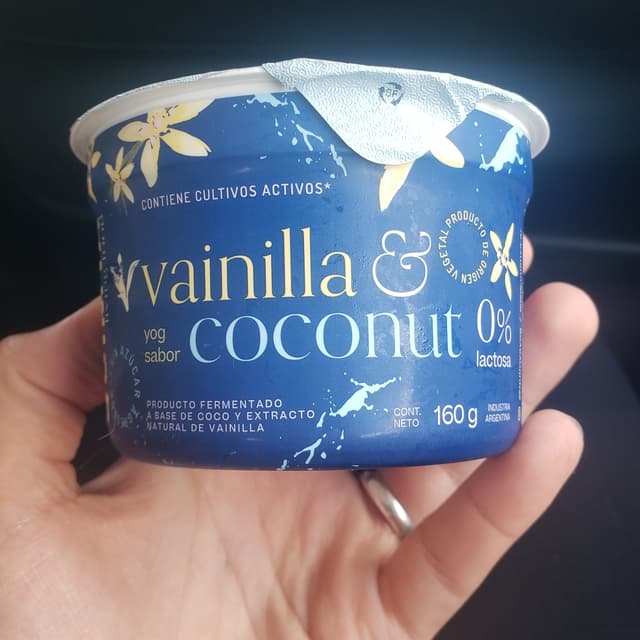 CONTIENE CULTIVOS ACTIVOS*
vainilla &
yog
sabor
coconut
0%
lactosa
PRODUCTO DE ORIGEN VEGETAL
AZÚCAR
PRODUCTO FERMENTADO
A BASE DE COCO Y EXTRACTO
NATURAL DE VAINILLA
CONT.
NETO
160 g
INDUSTRIA
ARGENTINA